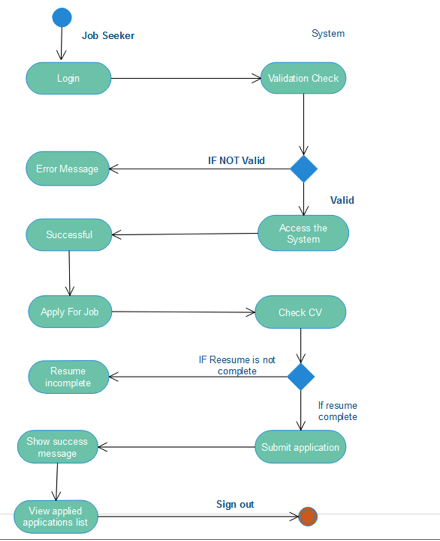 Job Seeker
System
Login
Validation Check
IF NOT Valid
Error Message
Valid
Successful
Access the
System
Apply For Job
Check CV
IF Reesume is not
complete
Resume
incomplete
If resume
complete
Show success
message
Submit application
View applied
applications list
Sign out